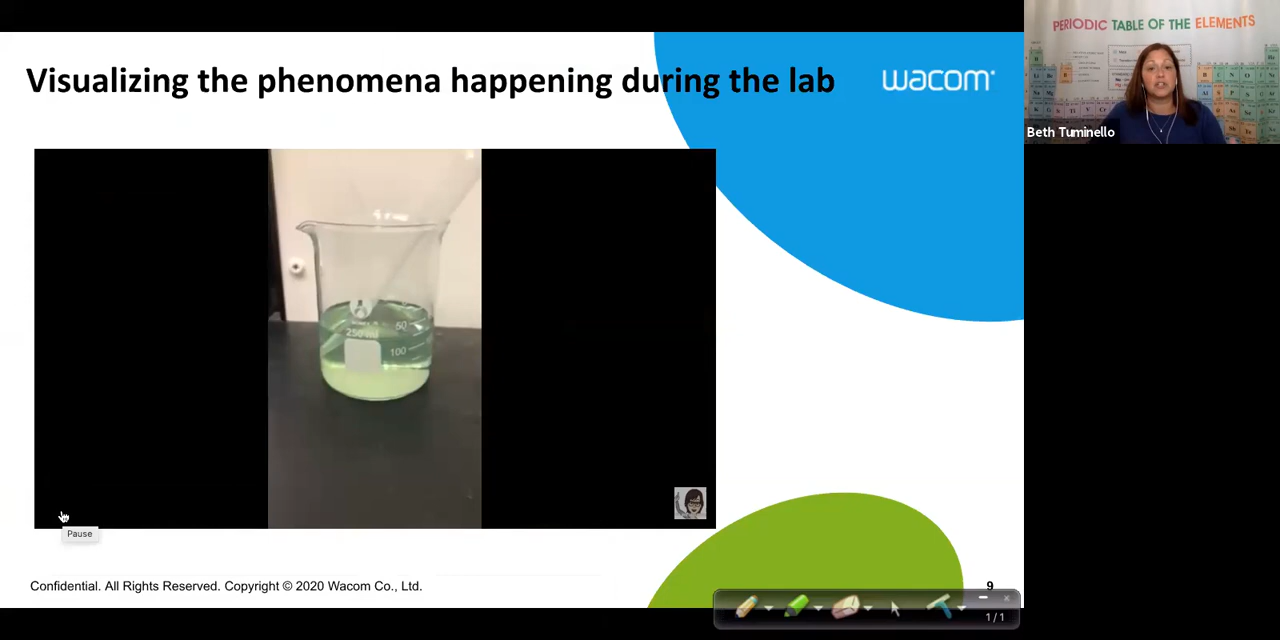 Visualizing the phenomena happening during the lab
wacom
PERIODIC TABLE OF THE ELEMENTS
Beth Tuminello
250 ml
50
100
Pause
Confidential. All Rights Reserved. Copyright © 2020 Wacom Co., Ltd.
9
1 / 1